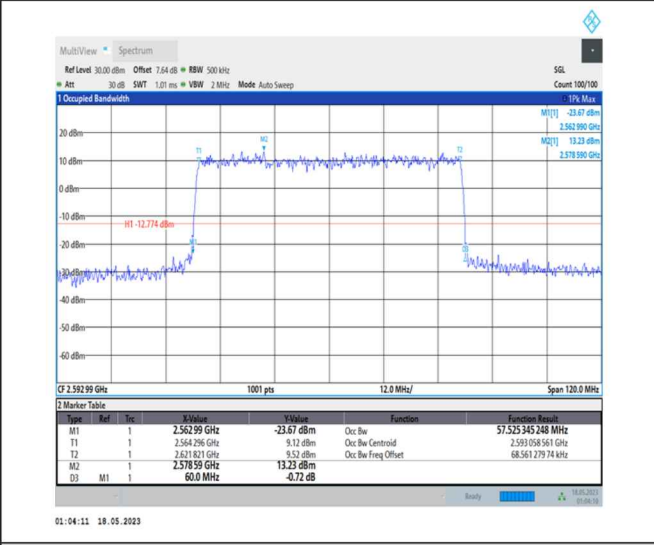 MultiView Spectrum
Ref Level 30.00 dBm Offset 7.64 dB RBW 500 kHz SGL
Att 30 dB SWT 1.01 ms VBW 2 MHz Mode Auto Sweep Count 100/100
1 Occupied Bandwidth 1Pk Max
M1[1] -23.67 dBm
2.562 990 GHz
M2[1] 13.23 dBm
2.578 590 GHz
20 dBm
T1 M2 T2
10 dBm
0 dBm
-10 dBm
H1 -12.774 dBm
-20 dBm
M1
-30 dBm
-40 dBm
-50 dBm
-60 dBm
CF 2.592 99 GHz 1001 pts 12.0 MHz/ Span 120.0 MHz
2 Marker Table
Type Ref Trc X-Value Y-Value Function Function Result
M1 1 2.562 99 GHz -23.67 dBm Occ Bw 57.525 345 248 MHz
T1 1 2.564 296 GHz 9.12 dBm Occ Bw Centroid 2.593 058 561 GHz
T2 1 2.621 821 GHz 9.52 dBm Occ Bw Freq Offset 68.561 279 74 kHz
M2 1 2.578 59 GHz 13.23 dBm
D3 M1 1 60.0 MHz -0.72 dB
Ready 18.05.2023
01:04:10
01:04:11 18.05.2023